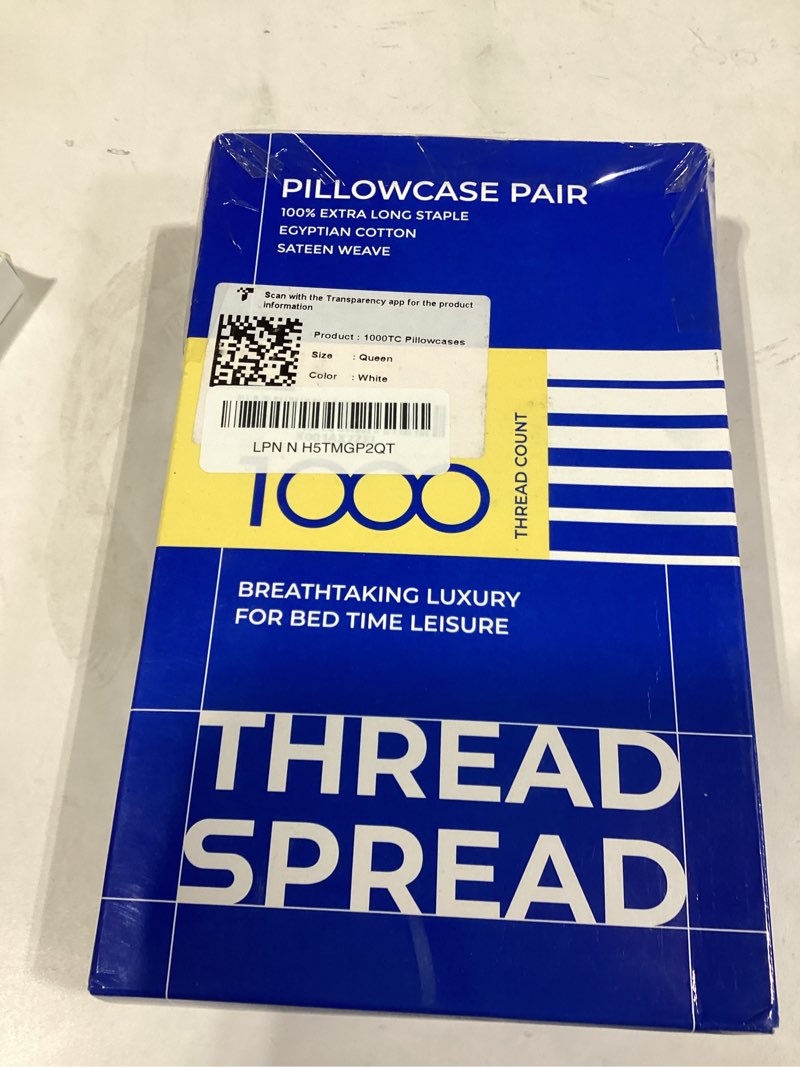 PILLOWCASE PAIR
100% EXTRA LONG STAPLE
EGYPTIAN COTTON
SATEEN WEAVE
Scan with the Transparency app for the product
information
Product : 1000TC Pillowcases
Size : Queen
Color : White
LPN N H5TMGP2QT
1000
THREAD COUNT
BREATHTAKING LUXURY
FOR BED TIME LEISURE
THREAD
SPREAD